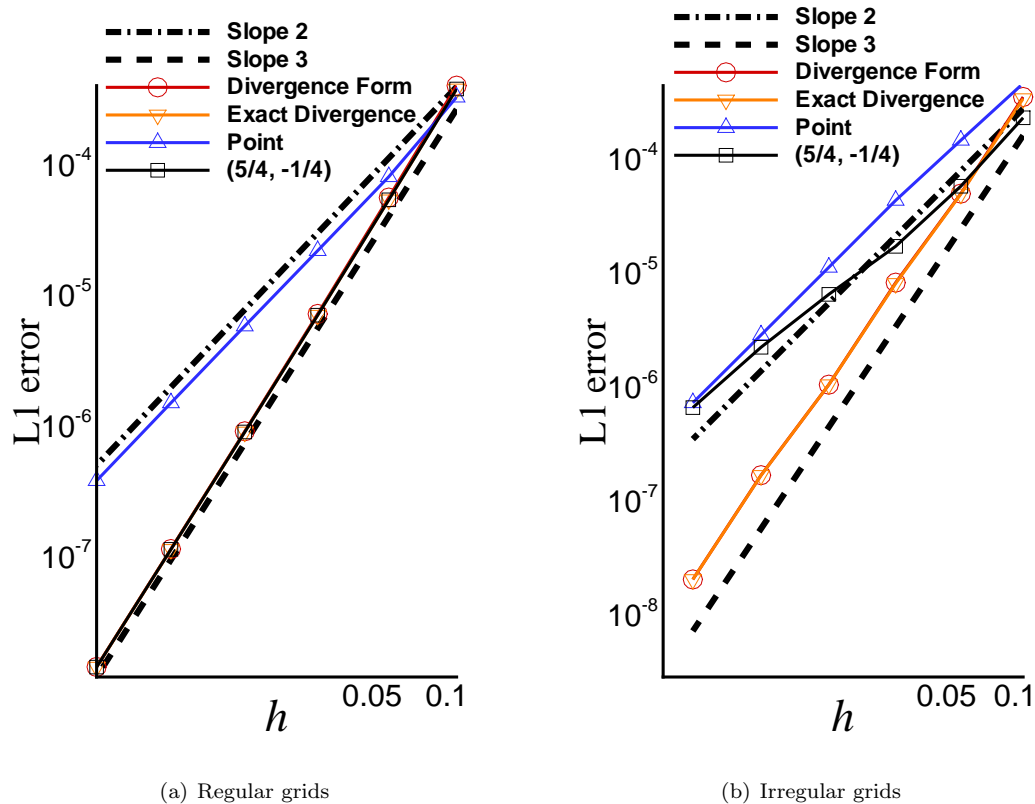 Slope 2
Slope 3
Divergence Form
Exact Divergence
Point
(5/4, -1/4)
10-4
10-5
10-6
10-7
L1 error
0.05
0.1
h
(a) Regular grids
Slope 2
Slope 3
Divergence Form
Exact Divergence
Point
(5/4, -1/4)
10-4
10-5
10-6
10-7
10-8
L1 error
0.05
0.1
h
(b) Irregular grids